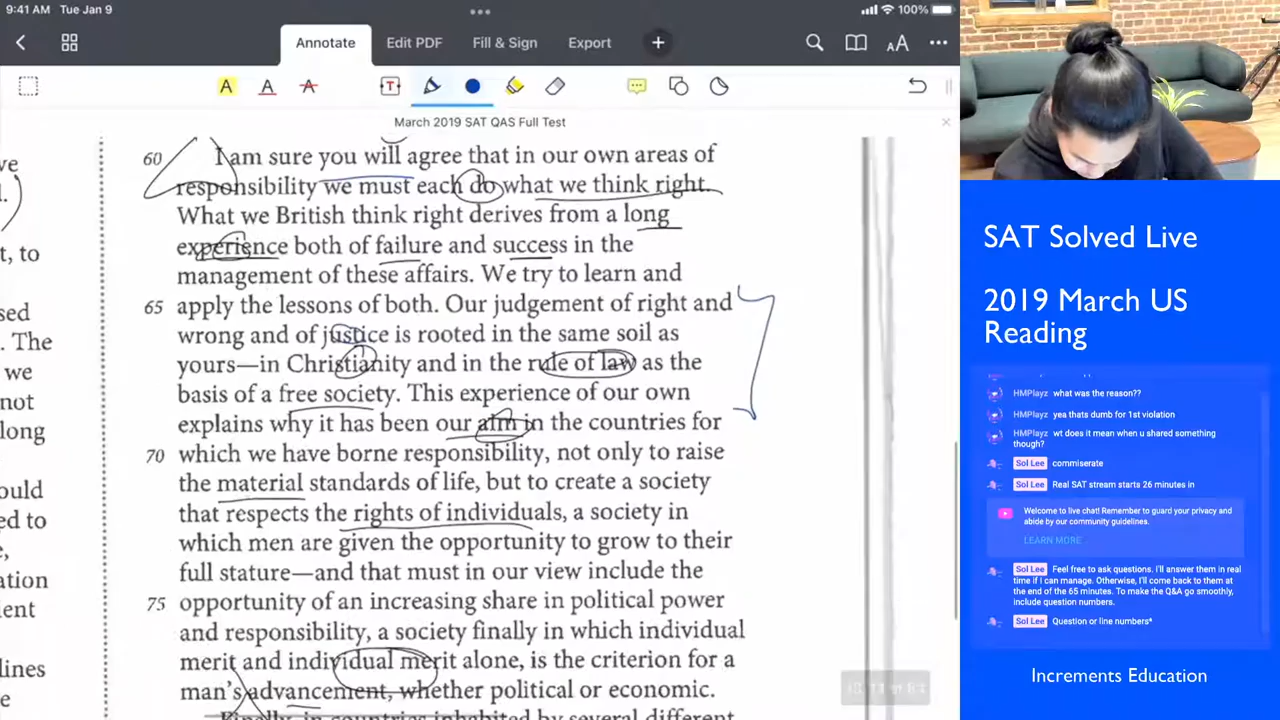 9:41 AM Tue Jan 9
100%
Annotate
Edit PDF
Fill & Sign
Export
March 2019 SAT QAS Full Test
ve
t, to
sed
. The
we
not
long
ould
ed to
ation
ient
lines
60 I am sure you will agree that in our own areas of
responsibility we must each do what we think right.
What we British think right derives from a long
experience both of failure and success in the
management of these affairs. We try to learn and
65 apply the lessons of both. Our judgement of right and
wrong and of justice is rooted in the same soil as
yours—in Christianity and in the rule of law as the
basis of a free society. This experience of our own
explains why it has been our aim in the countries for
70 which we have borne responsibility, not only to raise
the material standards of life, but to create a society
that respects the rights of individuals, a society in
which men are given the opportunity to grow to their
full stature—and that must in our view include the
75 opportunity of an increasing share in political power
and responsibility, a society finally in which individual
merit and individual merit alone, is the criterion for a
man's advancement, whether political or economic.
Finally, in countries inhabited by several different
SAT Solved Live
2019 March US
Reading
HMPlayz what was the reason??
HMPlayz yea thats dumb for 1st violation
HMPlayz wt does it mean when u shared something
though?
Sol Lee commiserate
Sol Lee Real SAT stream starts 26 minutes in
Welcome to live chat! Remember to guard your privacy and
abide by our community guidelines.
LEARN MORE
Sol Lee Feel free to ask questions. I'll answer them in real
time if I can manage. Otherwise, I'll come back to them at
the end of the 65 minutes. To make the Q&A go smoothly,
include question numbers.
Sol Lee Question or line numbers*
Increments Education